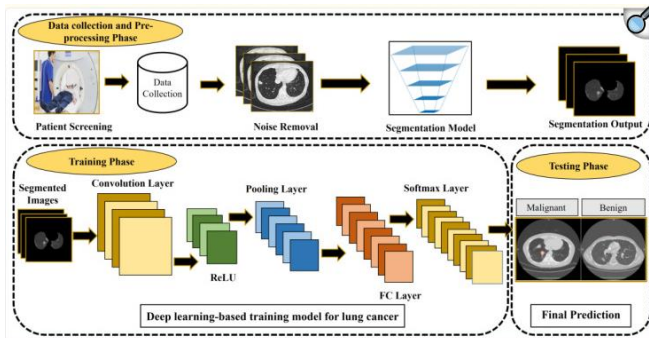 Data collection and Pre-
processing Phase
Data
Collection
Patient Screening
Noise Removal
Segmentation Model
Segmentation Output
Training Phase
Testing Phase
Segmented
Images
Convolution Layer
Pooling Layer
Softmax Layer
Malignant
Benign
ReLU
FC Layer
Deep learning-based training model for lung cancer
Final Prediction